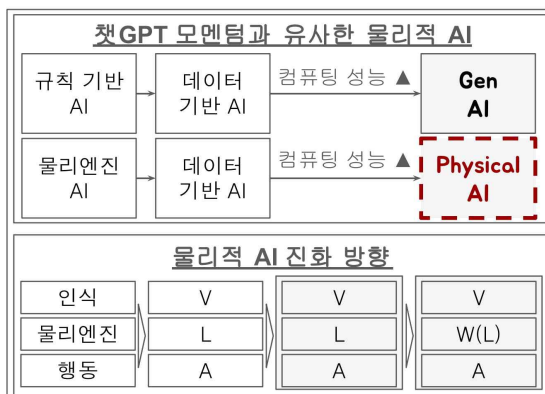 챗GPT 모멘텀과 유사한 물리적 AI
규칙 기반
AI
데이터
기반 AI
컴퓨팅 성능 ▲
Gen
AI
물리엔진
AI
데이터
기반 AI
컴퓨팅 성능 ▲
Physical
AI
물리적 AI 진화 방향
인식
V
V
V
물리엔진
L
L
W(L)
행동
A
A
A